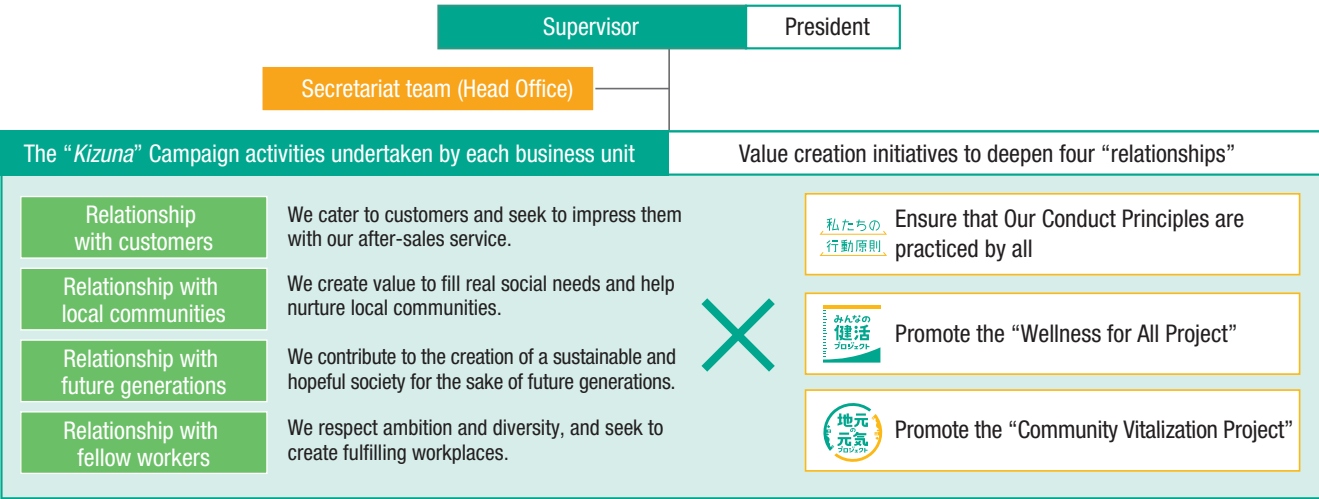 Supervisor
President
Secretariat team (Head Office)
The “Kizuna” Campaign activities undertaken by each business unit
Value creation initiatives to deepen four “relationships”
Relationship
with customers
We cater to customers and seek to impress them
with our after-sales service.
Relationship with
local communities
We create value to fill real social needs and help
nurture local communities.
Relationship with
future generations
We contribute to the creation of a sustainable and
hopeful society for the sake of future generations.
Relationship with
fellow workers
We respect ambition and diversity, and seek to
create fulfilling workplaces.
私たちの
行動原則
Ensure that Our Conduct Principles are
practiced by all
みんなの
健活
プロジェクト
Promote the “Wellness for All Project”
地元
の
元気
プロジェクト
Promote the “Community Vitalization Project”